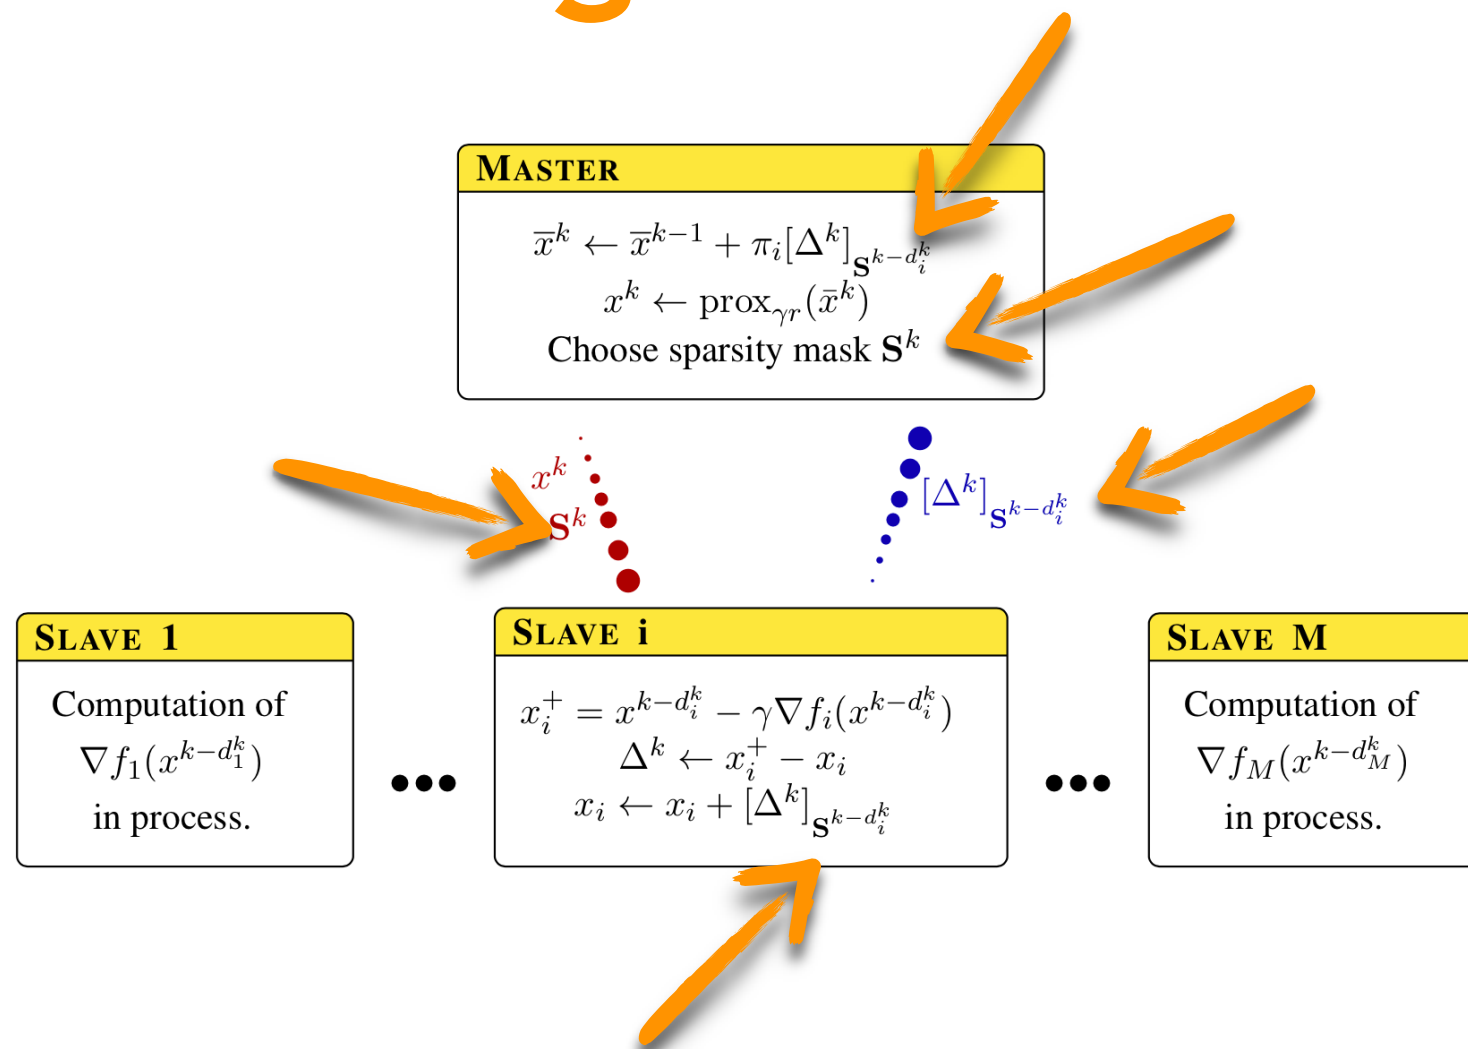 MASTER
x̅^k ← x̅^{k−1} + π_i[Δ^k]_{S^{k−d_i^k}}
x^k ← prox_{γr}(x̄^k)
Choose sparsity mask S^k
x^k
S^k
[Δ^k]_{S^{k−d_i^k}}
SLAVE 1
Computation of
∇f_1(x^{k−d_1^k})
in process.
•••
SLAVE i
x_i^+ = x^{k−d_i^k} − γ∇f_i(x^{k−d_i^k})
Δ^k ← x_i^+ − x_i
x_i ← x_i + [Δ^k]_{S^{k−d_i^k}}
•••
SLAVE M
Computation of
∇f_M(x^{k−d_M^k})
in process.